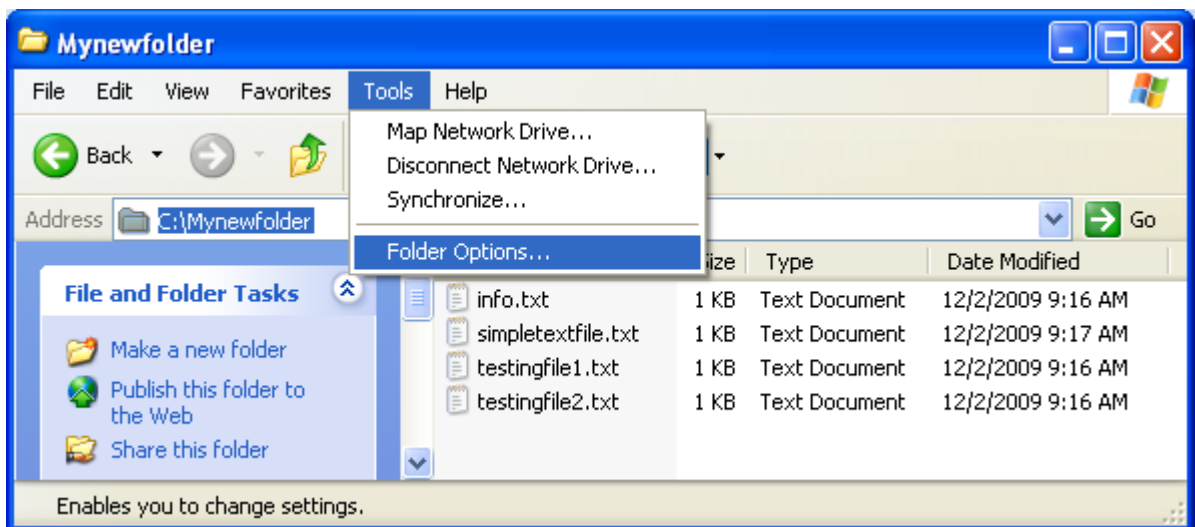 Mynewfolder
File Edit View Favorites Tools Help
Map Network Drive...
Back
Disconnect Network Drive...
Synchronize...
Address C:\Mynewfolder Go
Folder Options...
Type Date Modified
File and Folder Tasks
info.txt 1 KB Text Document 12/2/2009 9:16 AM
simpletextfile.txt 1 KB Text Document 12/2/2009 9:17 AM
Make a new folder
testingfile1.txt 1 KB Text Document 12/2/2009 9:16 AM
Publish this folder to
the Web
testingfile2.txt 1 KB Text Document 12/2/2009 9:16 AM
Share this folder
Enables you to change settings.